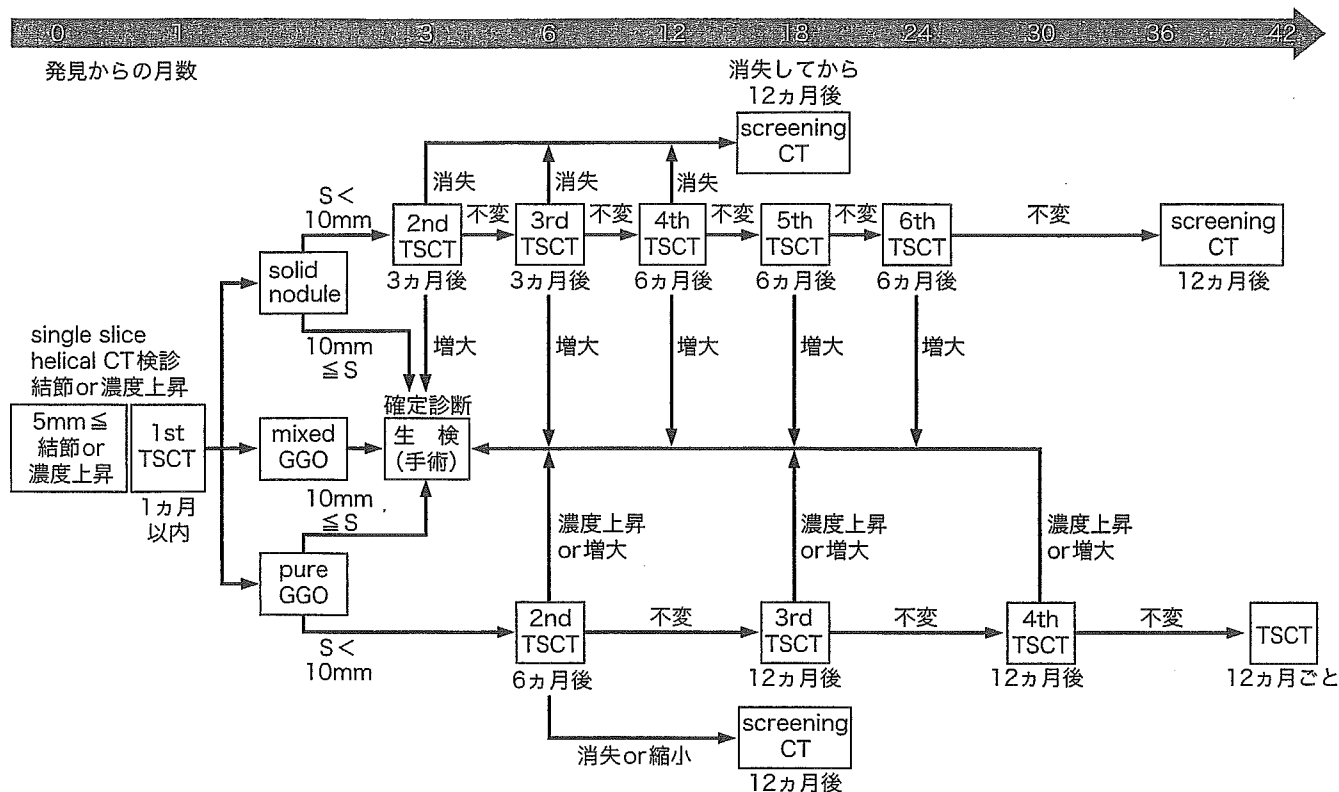 0 1 3 6 12 18 24 30 36 42
発見からの月数
消失してから
12ヵ月後
screening
CT
消失
消失
消失
S<
10mm
2nd
TSCT
3ヵ月後
不変
3rd
TSCT
3ヵ月後
不変
4th
TSCT
6ヵ月後
不変
5th
TSCT
6ヵ月後
不変
6th
TSCT
6ヵ月後
不変
screening
CT
12ヵ月後
solid
nodule
10mm
≦S
増大
増大
増大
増大
増大
single slice
helical CT検診
結節or濃度上昇
5mm≦
結節or
濃度上昇
1st
TSCT
1ヵ月
以内
mixed
GGO
確定診断
生 検
(手術)
10mm
≦S
pure
GGO
濃度上昇
or増大
濃度上昇
or増大
濃度上昇
or増大
S<
10mm
2nd
TSCT
6ヵ月後
不変
3rd
TSCT
12ヵ月後
不変
4th
TSCT
12ヵ月後
不変
TSCT
12ヵ月ごと
消失or縮小
screening
CT
12ヵ月後